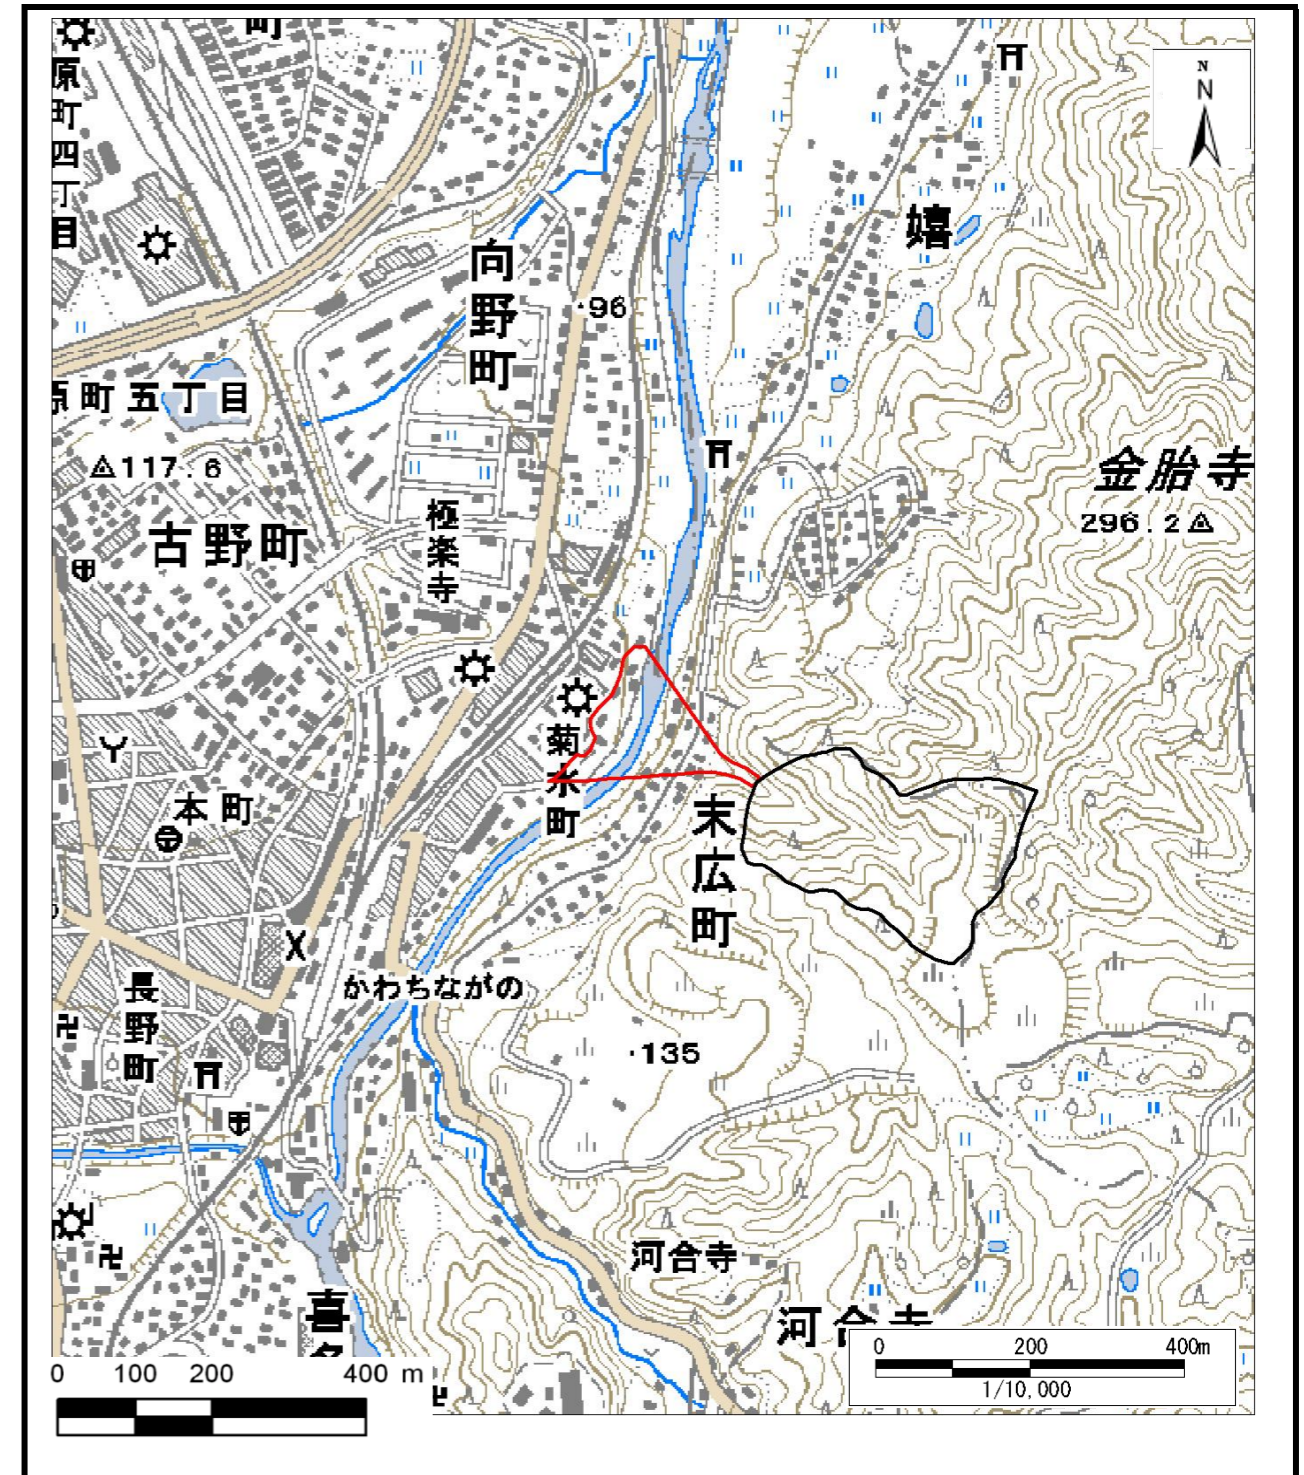 町
原町四丁目
N
N
2
嬉
向野町
・96
原町五丁目
△117.6
金胎寺
296.2△
極楽寺
古野町
菊水町
本町
末広町
かわちながの
長野町
・135
河合寺
河合寺
喜
0 200 400m
1/10,000
0 100 200 400 m